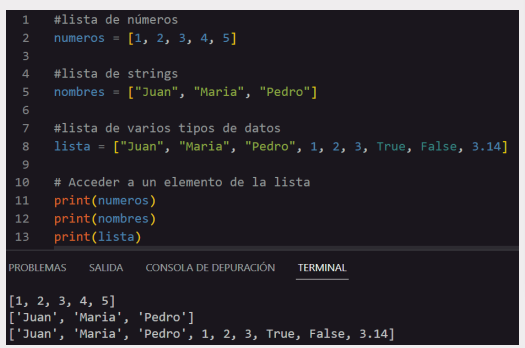 1 #lista de números
2 numeros = [1, 2, 3, 4, 5]
3
4 #lista de strings
5 nombres = ["Juan", "Maria", "Pedro"]
6
7 #lista de varios tipos de datos
8 lista = ["Juan", "Maria", "Pedro", 1, 2, 3, True, False, 3.14]
9
10 # Acceder a un elemento de la lista
11 print(numeros)
12 print(nombres)
13 print(lista)
PROBLEMAS SALIDA CONSOLA DE DEPURACIÓN TERMINAL
[1, 2, 3, 4, 5]
['Juan', 'Maria', 'Pedro']
['Juan', 'Maria', 'Pedro', 1, 2, 3, True, False, 3.14]